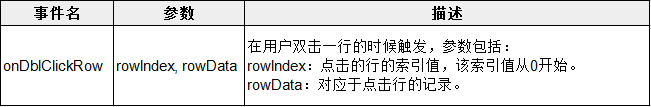 事件名 参数 描述
在用户双击一行的时候触发，参数包括：
onDblClickRow rowIndex, rowData rowIndex：点击的行的索引值，该索引值从0开始。
rowData：对应于点击行的记录。